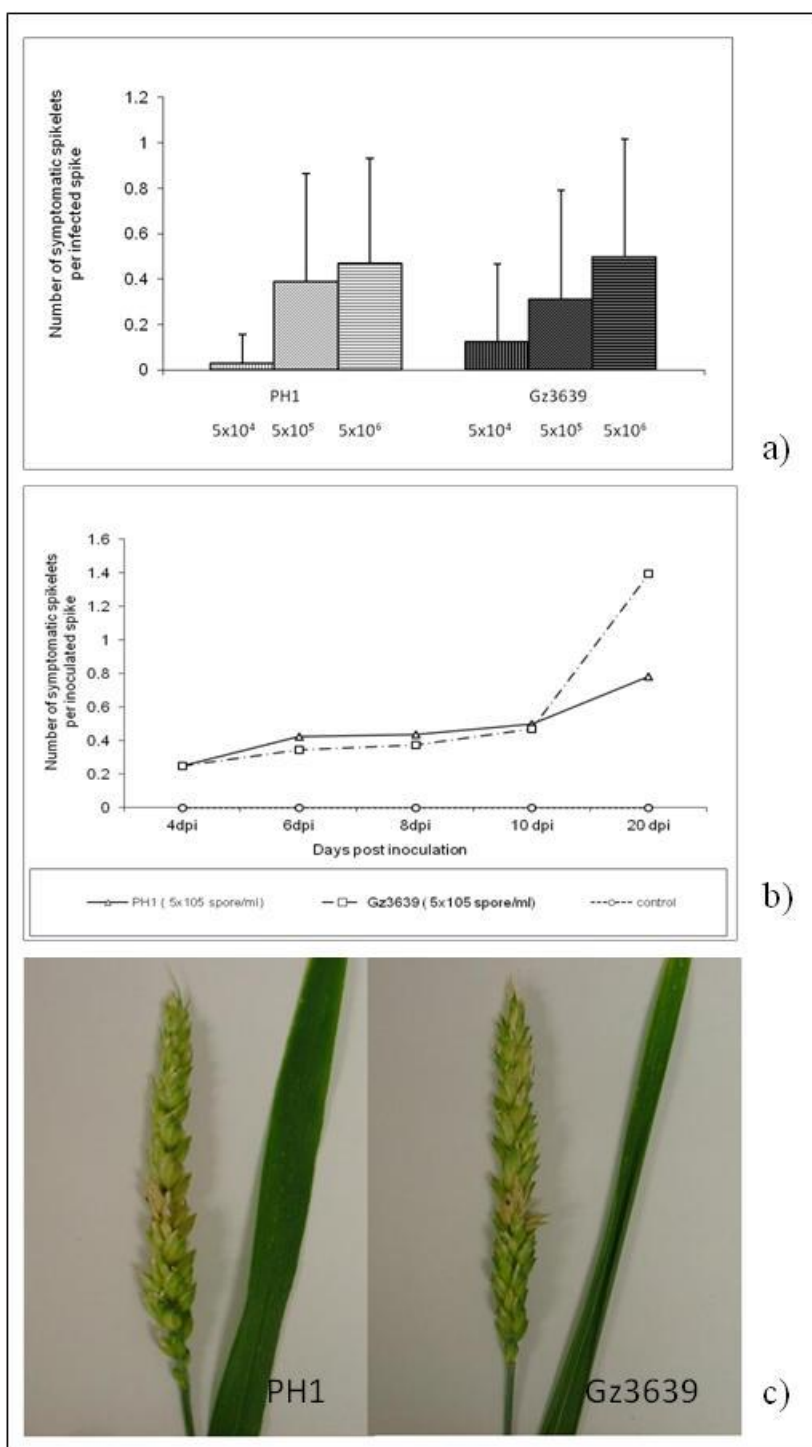 Number of symptomatic spikelets
per infected spike
1.2
1
0.8
0.6
0.4
0.2
0
PH1
Gz3639
5x10⁴ 5x10⁵ 5x10⁶ 5x10⁴ 5x10⁵ 5x10⁶
a)
Number of symptomatic spikelets
per inoculated spike
1.6
1.4
1.2
1
0.8
0.6
0.4
0.2
0
4dpi 6dpi 8dpi 10 dpi 20 dpi
Days post inoculation
PH1 ( 5x105 spore/ml) Gz3639 ( 5x105 spore/ml) control
b)
PH1
Gz3639
c)